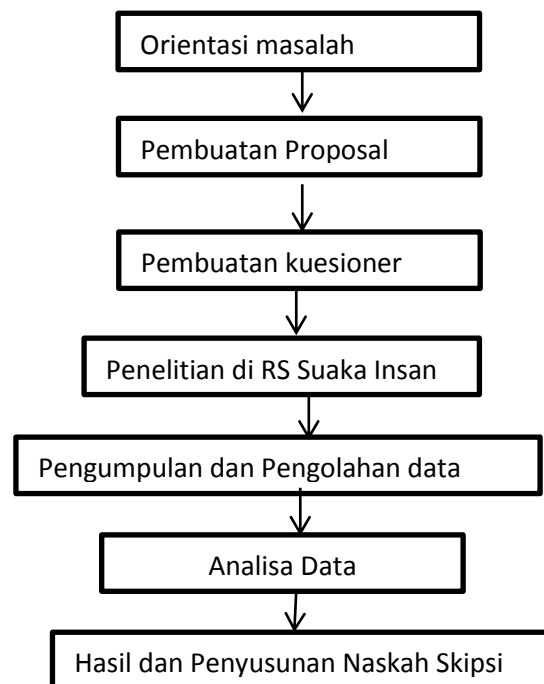 Orientasi masalah
Pembuatan Proposal
Pembuatan kuesioner
Penelitian di RS Suaka Insan
Pengumpulan dan Pengolahan data
Analisa Data
Hasil dan Penyusunan Naskah Skipsi